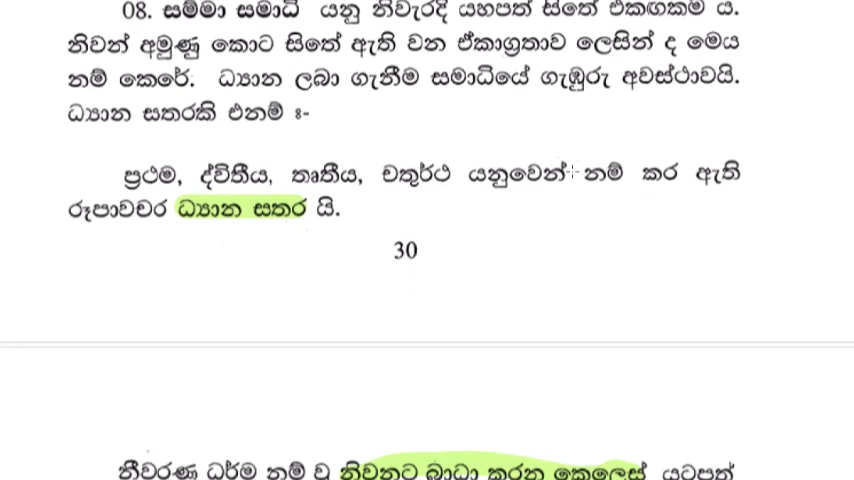 08. සම්මා සමාධි යනු නිවැරදි යහපත් සිතේ එකඟකම ය.
නිවන් අමුණු කොට සිතේ ඇති වන ඒකාග්‍රතාව ලෙසින් ද මෙය
නම් කෙරේ. ධ්‍යාන ලබා ගැනීම සමාධියේ ගැඹුරු අවස්ථාවයි.
ධ්‍යාන සතරකි එනම් :-
ප්‍රථම, ද්විතීය, තෘතීය, චතුර්ථ යනුවෙන් නම් කර ඇති
රූපාවචර ධ්‍යාන සතර යි.
30
නීවරණ ධර්ම නම් වූ නිවනට බාධා කරන කෙලෙස් යටපත්